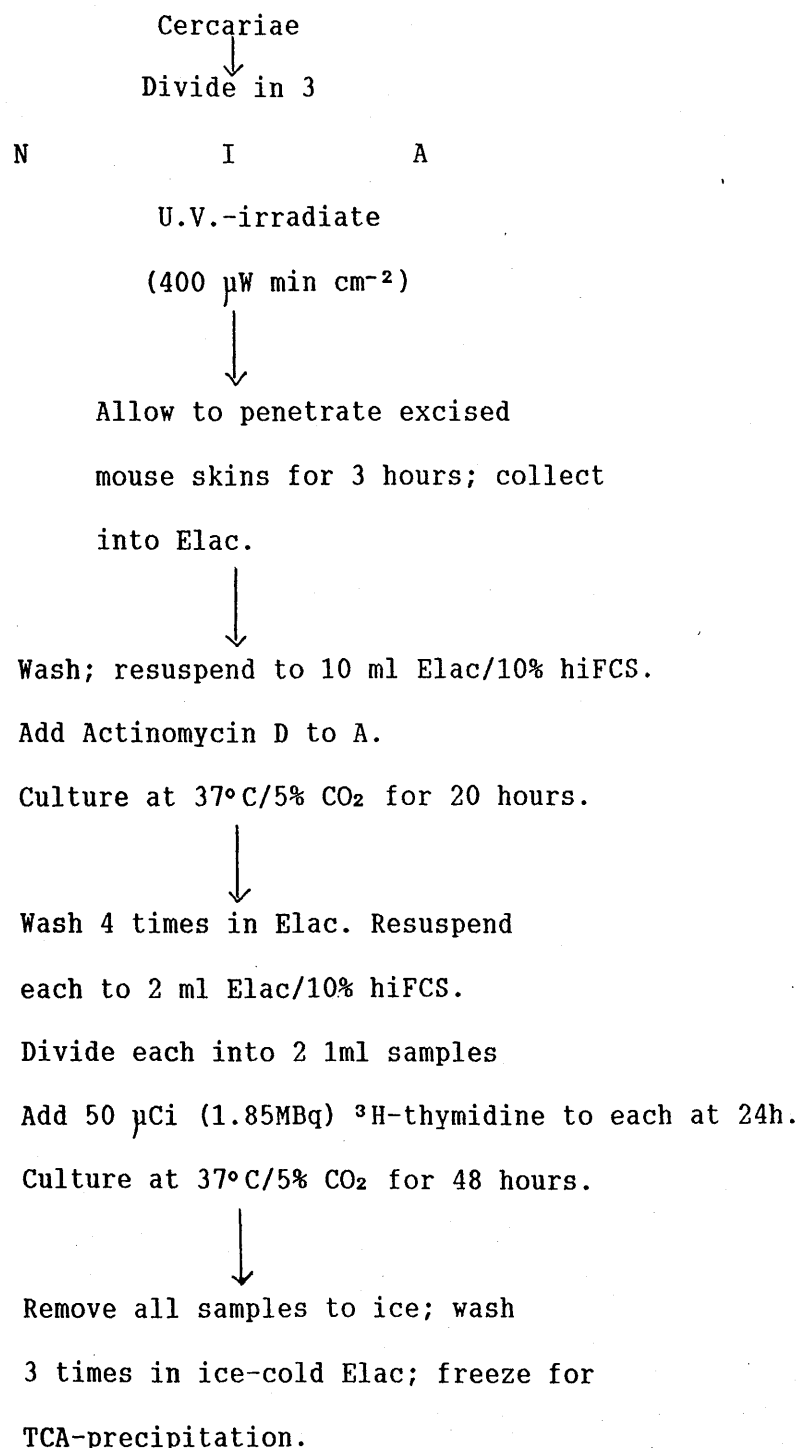 Cercariae
Divide in 3
N I A
U.V.-irradiate
(400 µW min cm⁻²)
Allow to penetrate excised
mouse skins for 3 hours; collect
into Elac.
Wash; resuspend to 10 ml Elac/10% hiFCS.
Add Actinomycin D to A.
Culture at 37°C/5% CO₂ for 20 hours.
Wash 4 times in Elac. Resuspend
each to 2 ml Elac/10% hiFCS.
Divide each into 2 1ml samples
Add 50 µCi (1.85MBq) ³H-thymidine to each at 24h.
Culture at 37°C/5% CO₂ for 48 hours.
Remove all samples to ice; wash
3 times in ice-cold Elac; freeze for
TCA-precipitation.